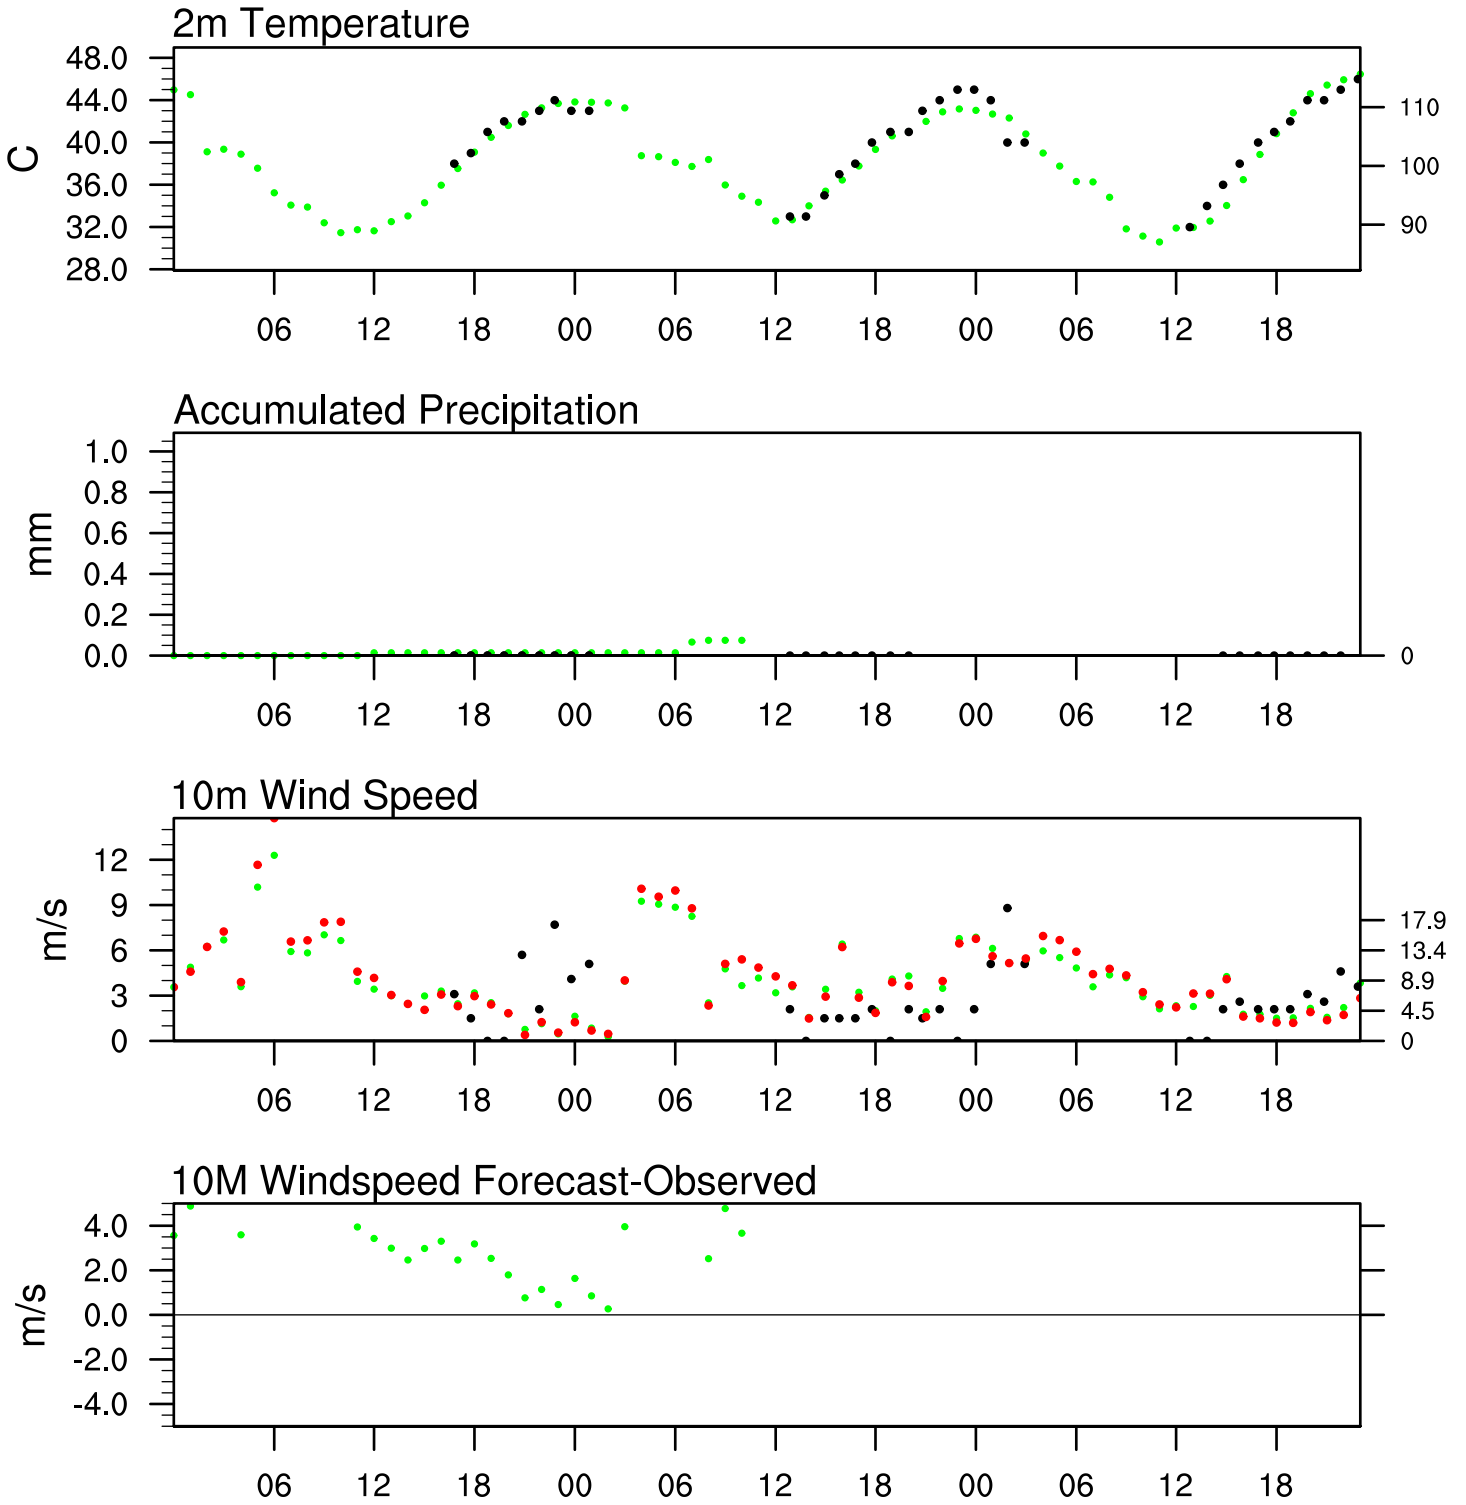 2m Temperature
48.0
44.0
40.0
36.0
32.0
28.0
C
110
100
90
06 12 18 00 06 12 18 00 06 12 18
Accumulated Precipitation
1.0
0.8
0.6
0.4
0.2
0.0
mm
0
06 12 18 00 06 12 18 00 06 12 18
10m Wind Speed
12
9
6
3
0
m/s
17.9
13.4
8.9
4.5
0
06 12 18 00 06 12 18 00 06 12 18
10M Windspeed Forecast-Observed
4.0
2.0
0.0
-2.0
-4.0
m/s
06 12 18 00 06 12 18 00 06 12 18